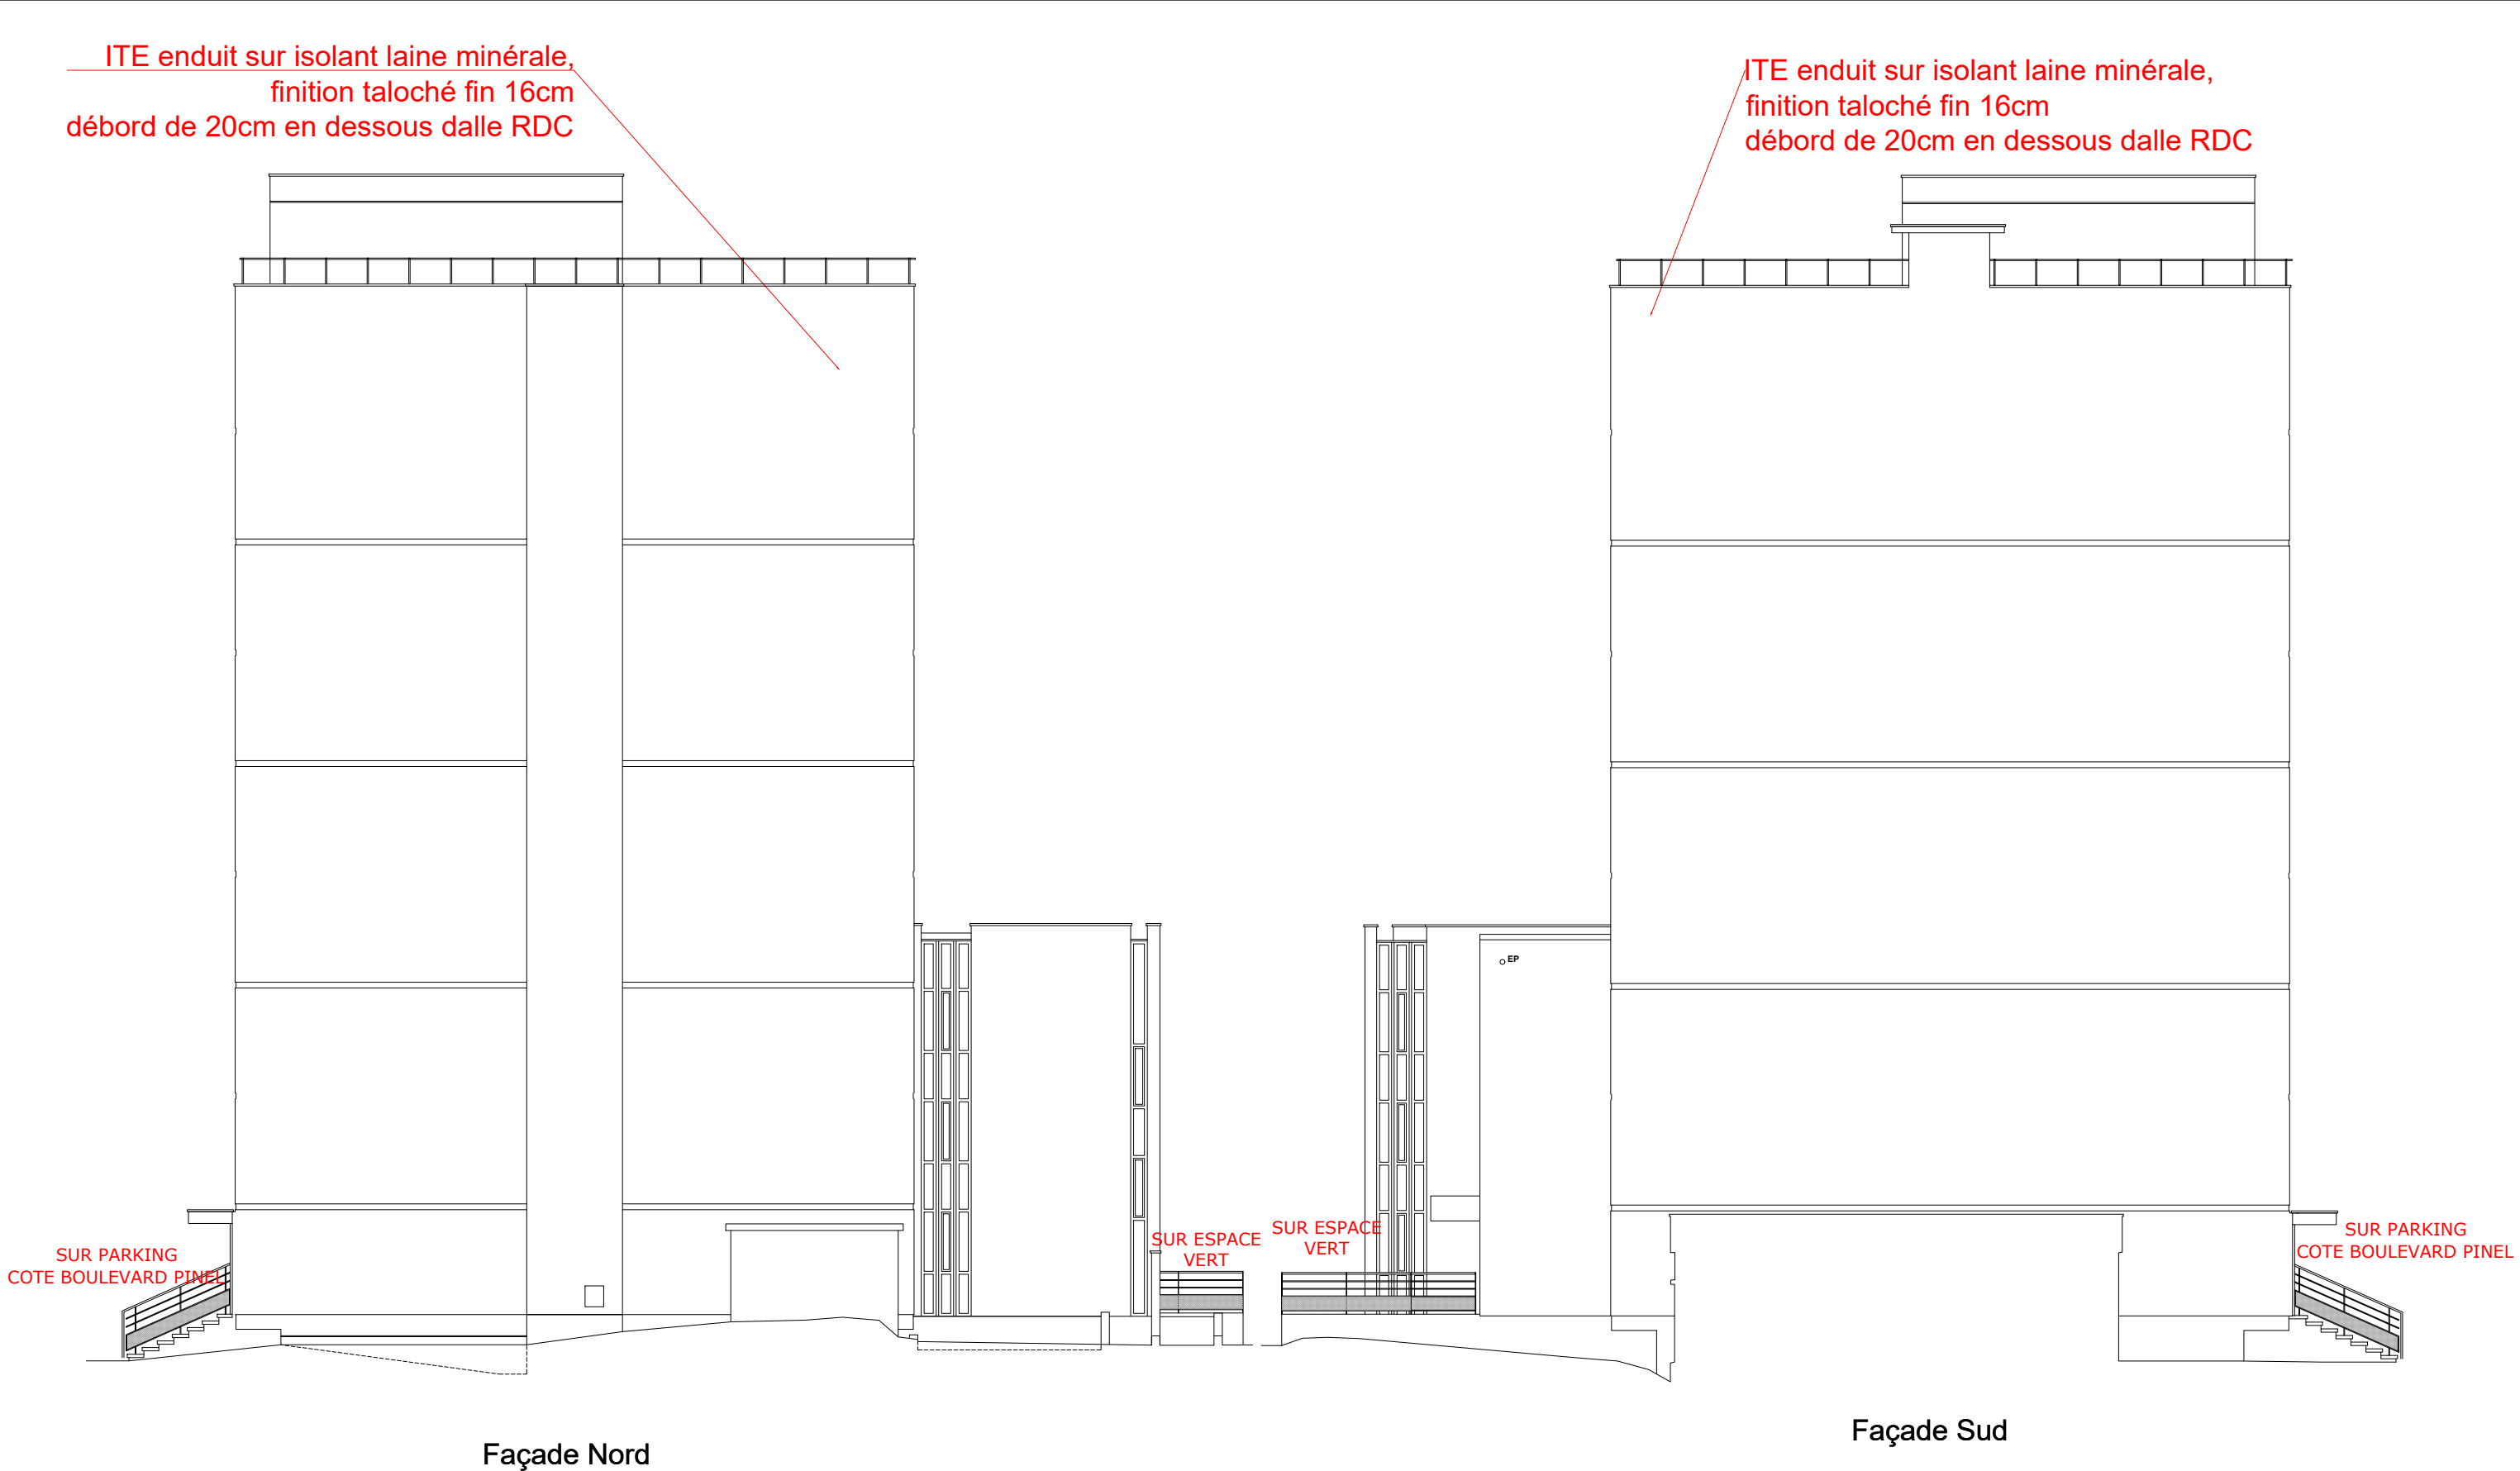 ITE enduit sur isolant laine minérale,
finition taloché fin 16cm
débord de 20cm en dessous dalle RDC
ITE enduit sur isolant laine minérale,
finition taloché fin 16cm
débord de 20cm en dessous dalle RDC
EP
SUR PARKING
COTE BOULEVARD PINEL
SUR ESPACE
VERT
SUR ESPACE
VERT
SUR PARKING
COTE BOULEVARD PINEL
Façade Nord
Façade Sud